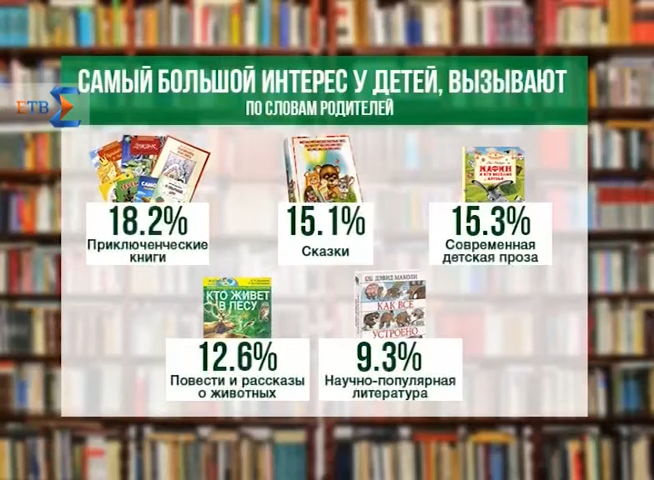 САМЫЙ БОЛЬШОЙ ИНТЕРЕС У ДЕТЕЙ, ВЫЗЫВАЮТ
ПО СЛОВАМ РОДИТЕЛЕЙ
ЕТВ
18.2%
Приключенческие
книги
15.1%
Сказки
МАФИН
15.3%
Современная
детская проза
КТО ЖИВЕТ
В ЛЕСУ
12.6%
Повести и рассказы
о животных
ДЭВИД МАКОЛИ
КАК ВСЕ
УСТРОЕНО
9.3%
Научно-популярная
литература